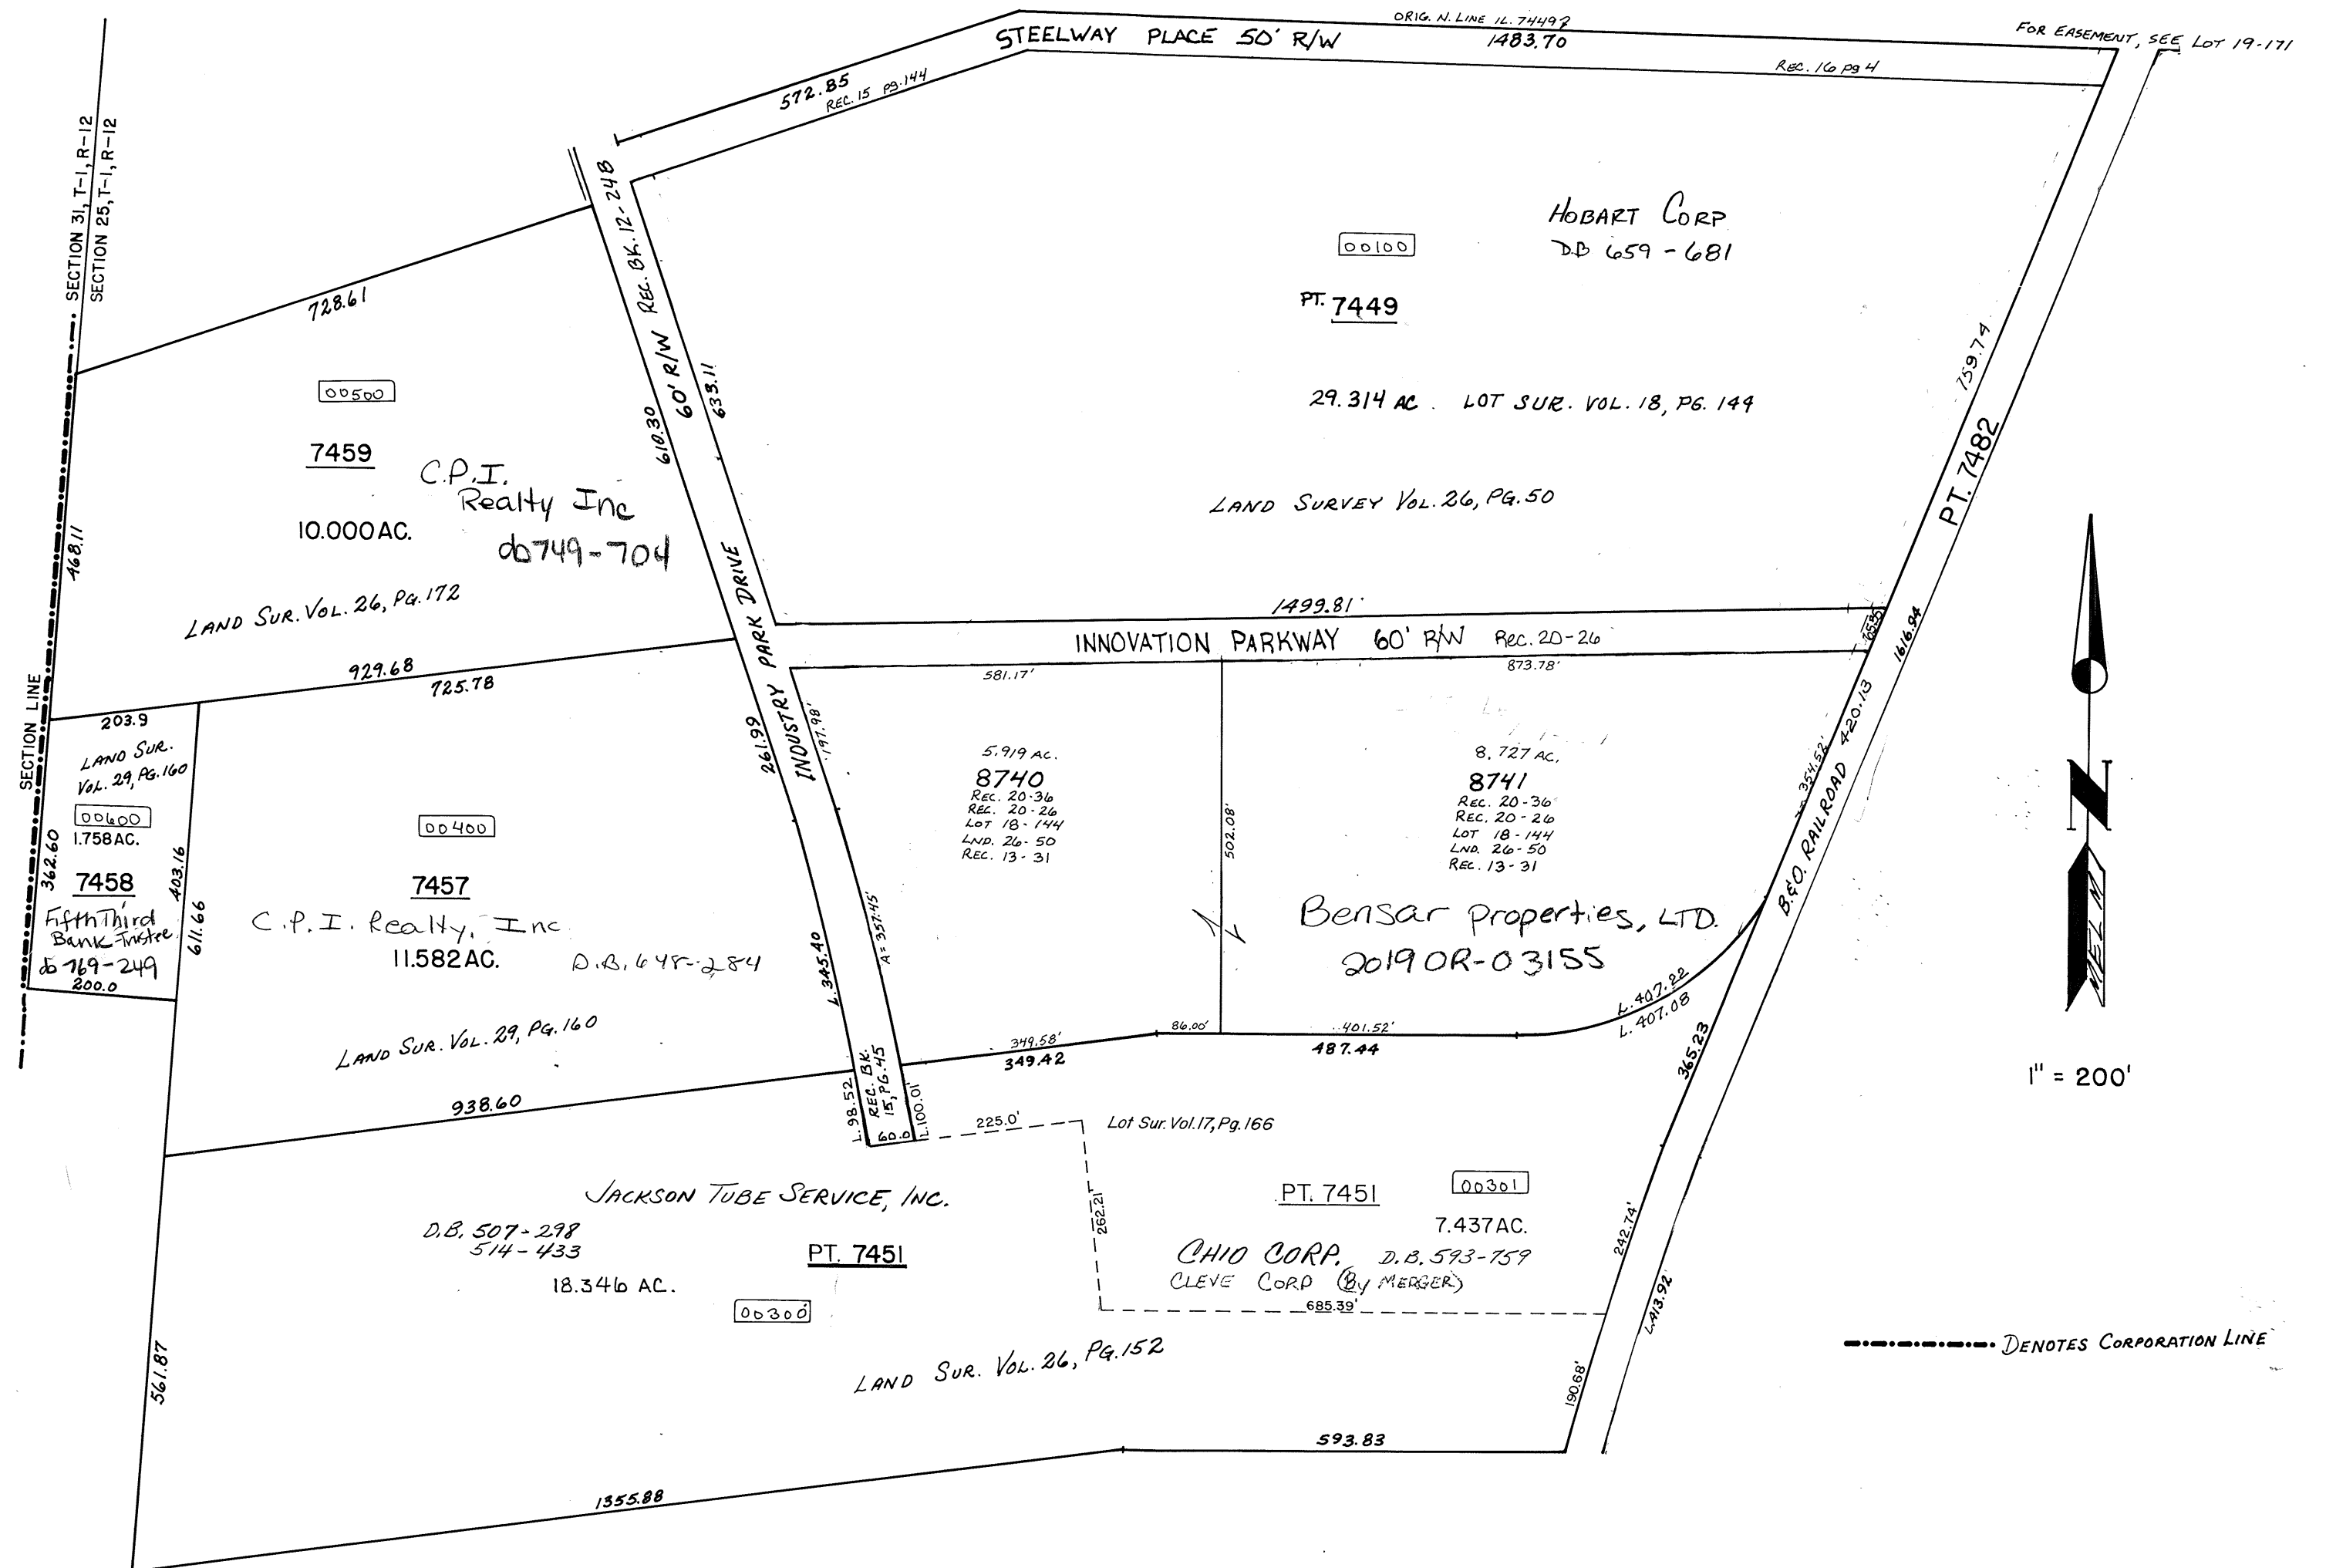 ORIG. N. LINE IL. 7449?
STEELWAY PLACE 50' R/W
1483.70
FOR EASEMENT, SEE LOT 19-171
REC. 16 pg 4
572.85
REC. 15 pg. 144
SECTION 31, T-1, R-12
SECTION 25, T-1, R-12
60' R/W REC. BK. 12-24B
HOBART CORP
DB 659-681
00100
PT. 7449
29.314 AC. LOT SUR. VOL. 18, PG. 144
LAND SURVEY VOL. 26, PG. 50
759.74
PT. 7482
728.61
00500
7459
C.P.I.
Realty Inc
10.000 AC.
db 749-704
LAND SUR. VOL. 26, PG. 172
468.11
610.30
633.11
1499.81'
INNOVATION PARKWAY 60' R/W Rec. 20-26
1616.94
INDUSTRY PARK DRIVE
929.68
725.78
581.17'
873.78'
SECTION LINE
203.9
LAND SUR.
VOL. 29, PG. 160
00600
1.758 AC.
7458
Fifth Third
Bank-Trustee
db 769-249
200.0
362.60
403.16
611.66
00400
7457
C.P.I. Realty, Inc
11.582 AC. D.B. 648-284
LAND SUR. VOL. 29, PG. 160
261.99
197.98'
L. 345.40
A = 357.45'
5.919 AC.
8740
REC. 20-36
REC. 20-26
LOT 18-144
LND. 26-50
REC. 13-31
502.08'
8.727 AC.
8741
REC. 20-36
REC. 20-26
LOT 18-144
LND. 26-50
REC. 13-31
Bensar properties, LTD.
2019 OR-03155
354.52'
420.13
B.&O. RAILROAD
L. 407.22
L. 407.08
N
MELM
1" = 200'
349.58'
349.42
86.00'
401.52'
487.44
365.23
938.60
L. 98.52
REC. BK.
15, PG. 45
60.0
L. 100.01'
225.0'
Lot Sur. Vol. 17, Pg. 166
262.21'
JACKSON TUBE SERVICE, INC.
D.B. 507-298
514-433
PT. 7451
18.346 AC.
00300
PT. 7451
00301
7.437 AC.
CHIO CORP. D.B. 593-759
CLEVE CORP (By MERGER)
685.39'
242.74'
L. 413.92'
190.68'
LAND SUR. VOL. 26, PG. 152
DENOTES CORPORATION LINE
561.87
593.83
1355.88